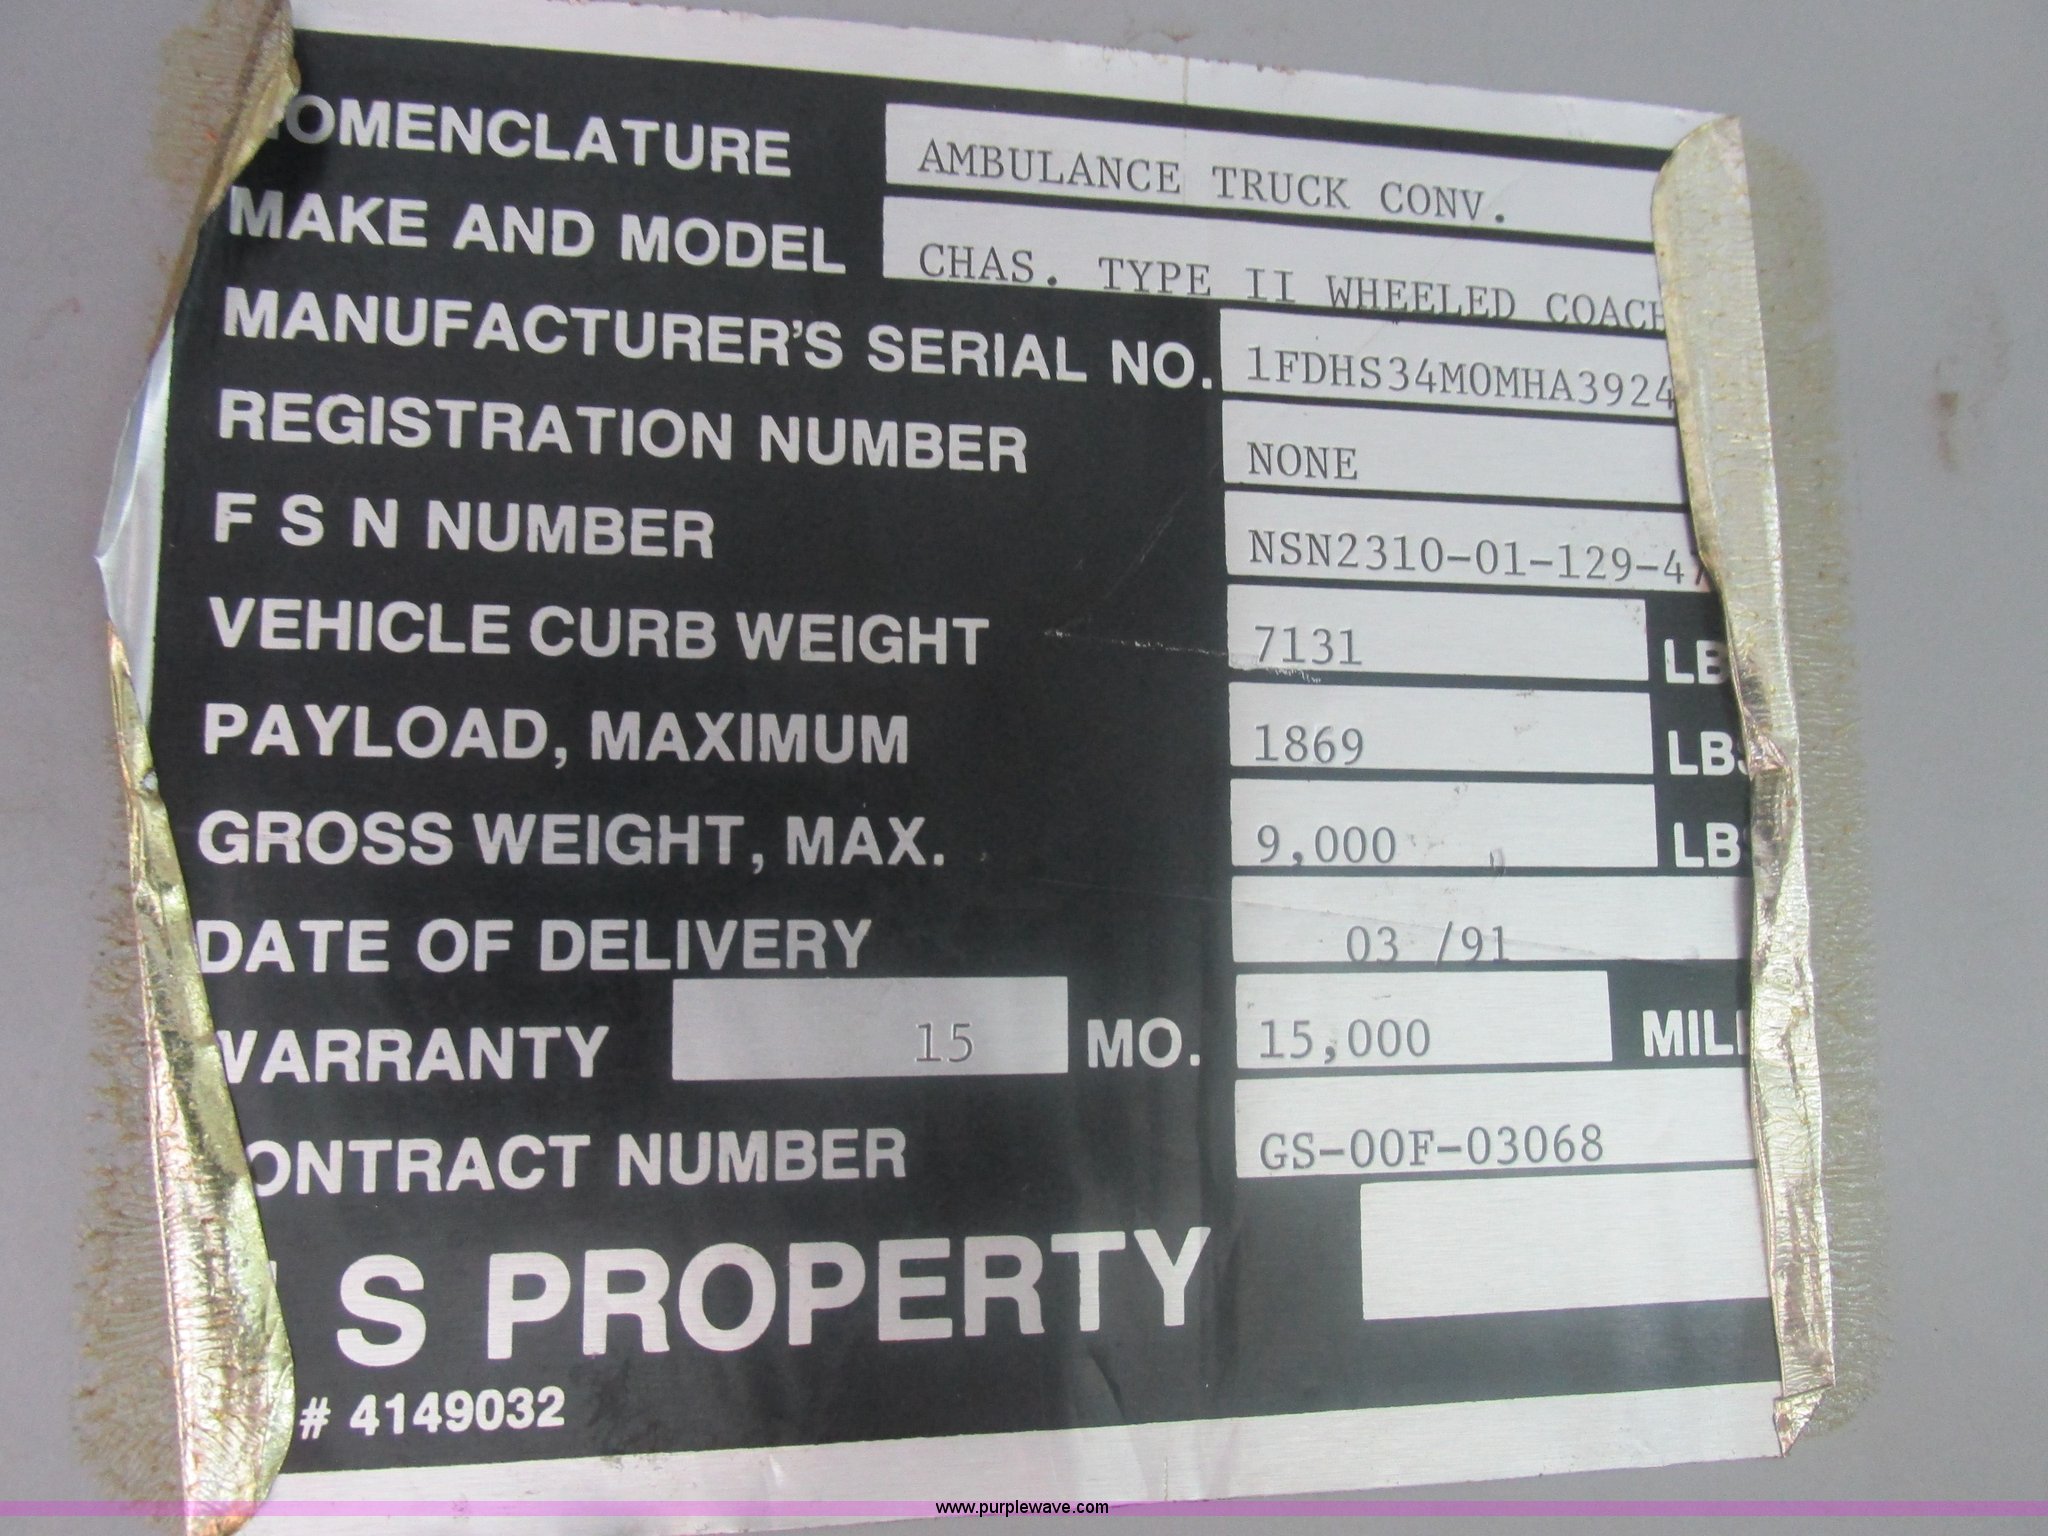 NOMENCLATURE AMBULANCE TRUCK CONV.
MAKE AND MODEL CHAS. TYPE II WHEELED COACH
MANUFACTURER'S SERIAL NO. 1FDHS34M0MHA3924
REGISTRATION NUMBER NONE
F S N NUMBER NSN2310-01-129-47
VEHICLE CURB WEIGHT 7131 LB
PAYLOAD, MAXIMUM 1869 LBS
GROSS WEIGHT, MAX. 9,000 LBS
DATE OF DELIVERY 03 /91
WARRANTY 15 MO. 15,000 MIL
ONTRACT NUMBER GS-00F-03068
S PROPERTY
# 4149032
www.purplewave.com